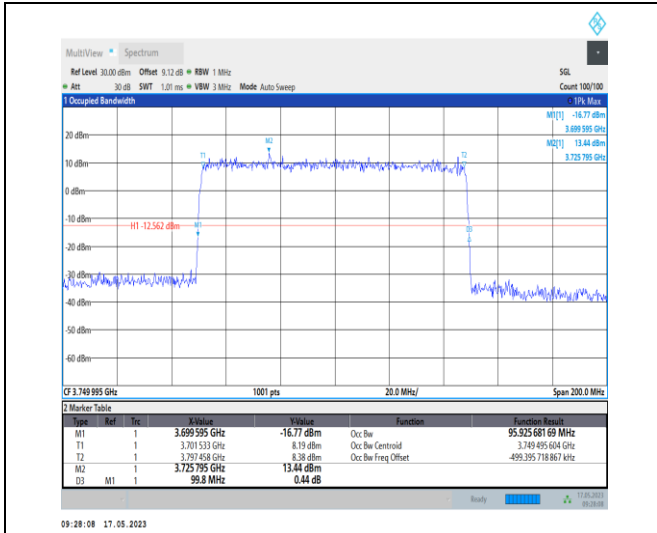 MultiView Spectrum
Ref Level 30.00 dBm Offset 9.12 dB RBW 1 MHz SGL
Att 30 dB SWT 1.01 ms VBW 3 MHz Mode Auto Sweep Count 100/100
1 Occupied Bandwidth 1Pk Max
M1[1] -16.77 dBm
3.699 595 GHz
M2[1] 13.44 dBm
3.725 795 GHz
20 dBm
M2
T1
T2
10 dBm
0 dBm
-10 dBm
H1 -12.562 dBm
M1
D3
-20 dBm
-30 dBm
-40 dBm
-50 dBm
-60 dBm
CF 3.749 995 GHz 1001 pts 20.0 MHz/ Span 200.0 MHz
2 Marker Table
Type Ref Trc X-Value Y-Value Function Function Result
M1 1 3.699 595 GHz -16.77 dBm Occ Bw 95.925 681 69 MHz
T1 1 3.701 533 GHz 8.19 dBm Occ Bw Centroid 3.749 495 604 GHz
T2 1 3.797 458 GHz 8.38 dBm Occ Bw Freq Offset -499.395 718 867 kHz
M2 1 3.725 795 GHz 13.44 dBm
D3 M1 1 99.8 MHz 0.44 dB
Ready 17.05.2023
09:28:08
09:28:08 17.05.2023